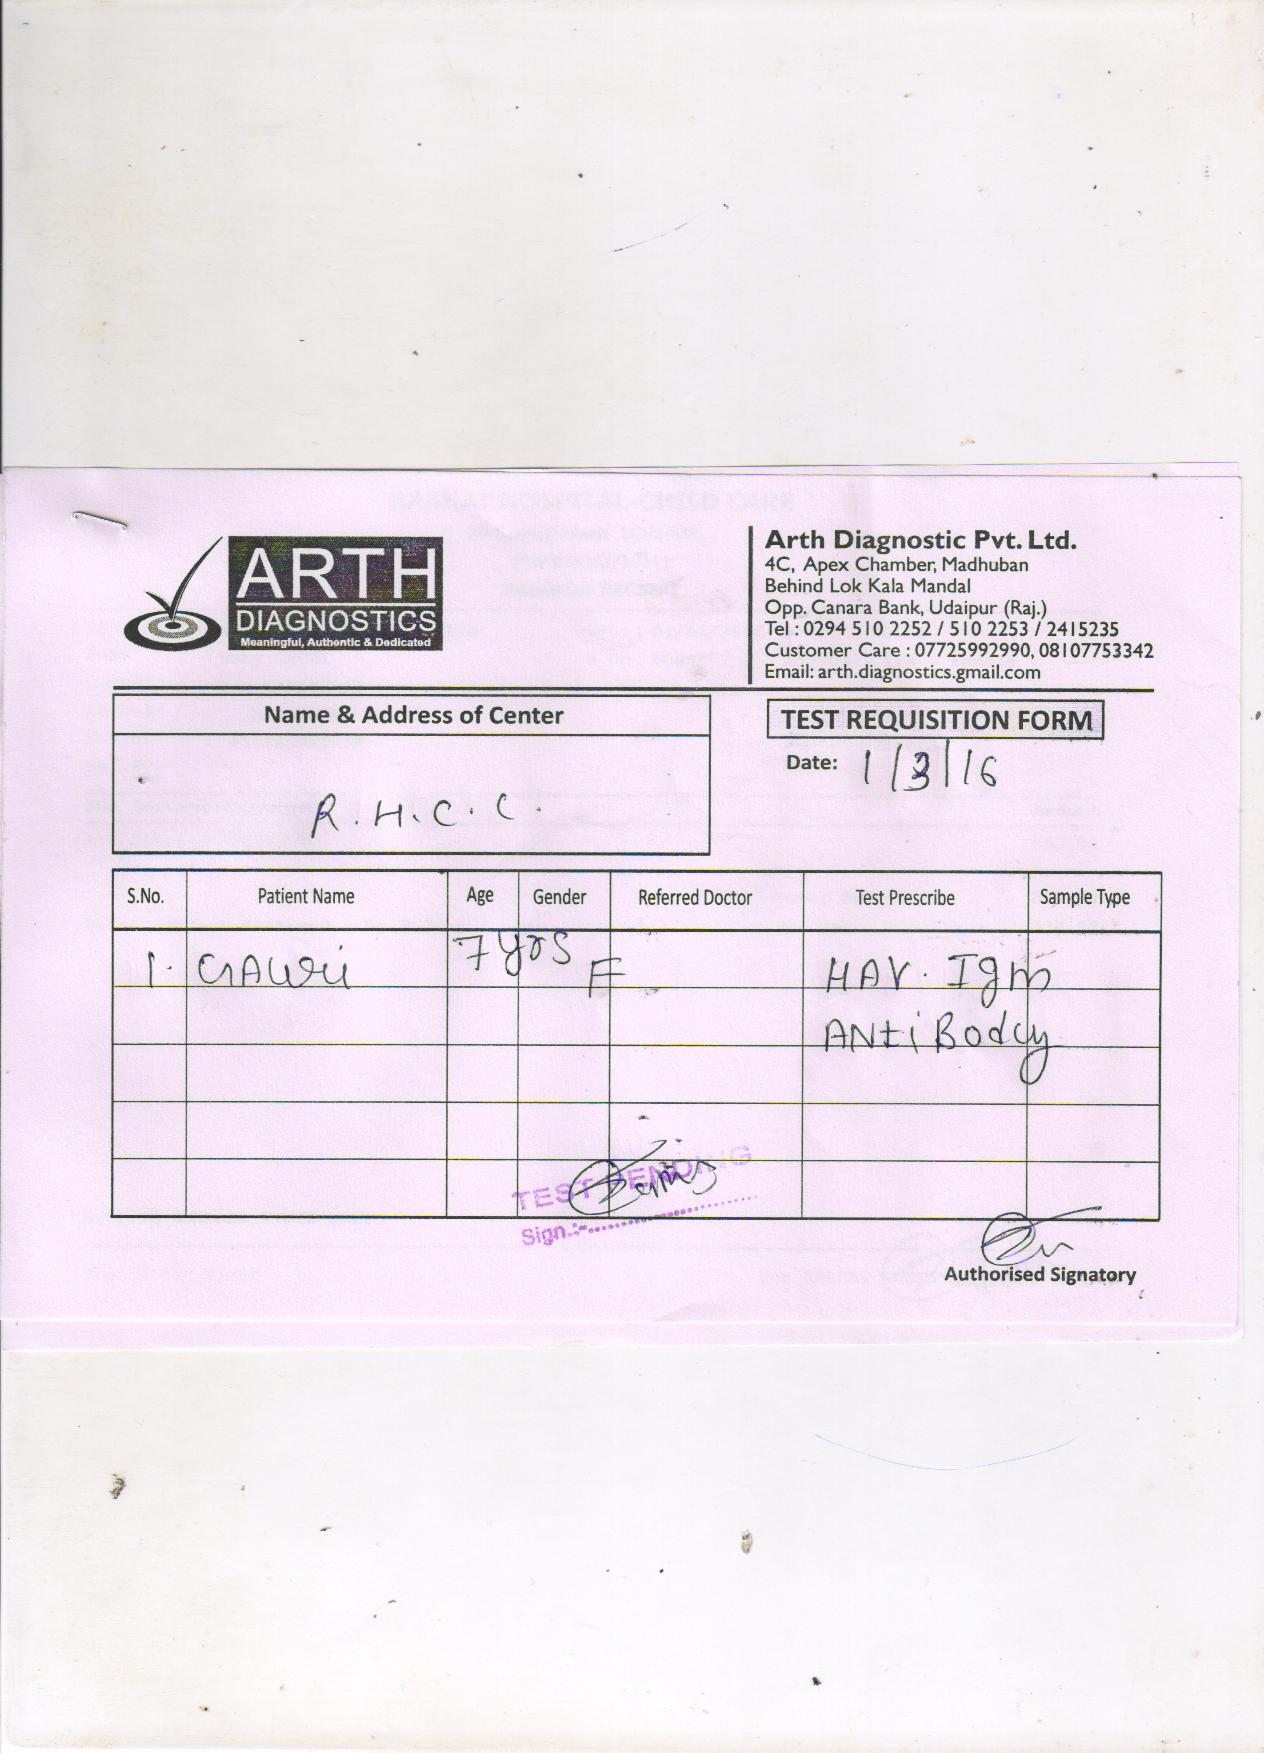 ARTH
DIAGNOSTICS
Meaningful, Authentic & Dedicated
Arth Diagnostic Pvt. Ltd.
4C, Apex Chamber, Madhuban
Behind Lok Kala Mandal
Opp. Canara Bank, Udaipur (Raj.)
Tel : 0294 510 2252 / 510 2253 / 2415235
Customer Care : 07725992990, 08107753342
Email: arth.diagnostics.gmail.com
Name & Address of Center
R.H.C.C.
TEST REQUISITION FORM
Date: 1/3/16
S.No. Patient Name Age Gender Referred Doctor Test Prescribe Sample Type
1. GAURI 7 yrs F HAV. Igm
ANtiBody
TEST PENDING
Sign.:-
Authorised Signatory